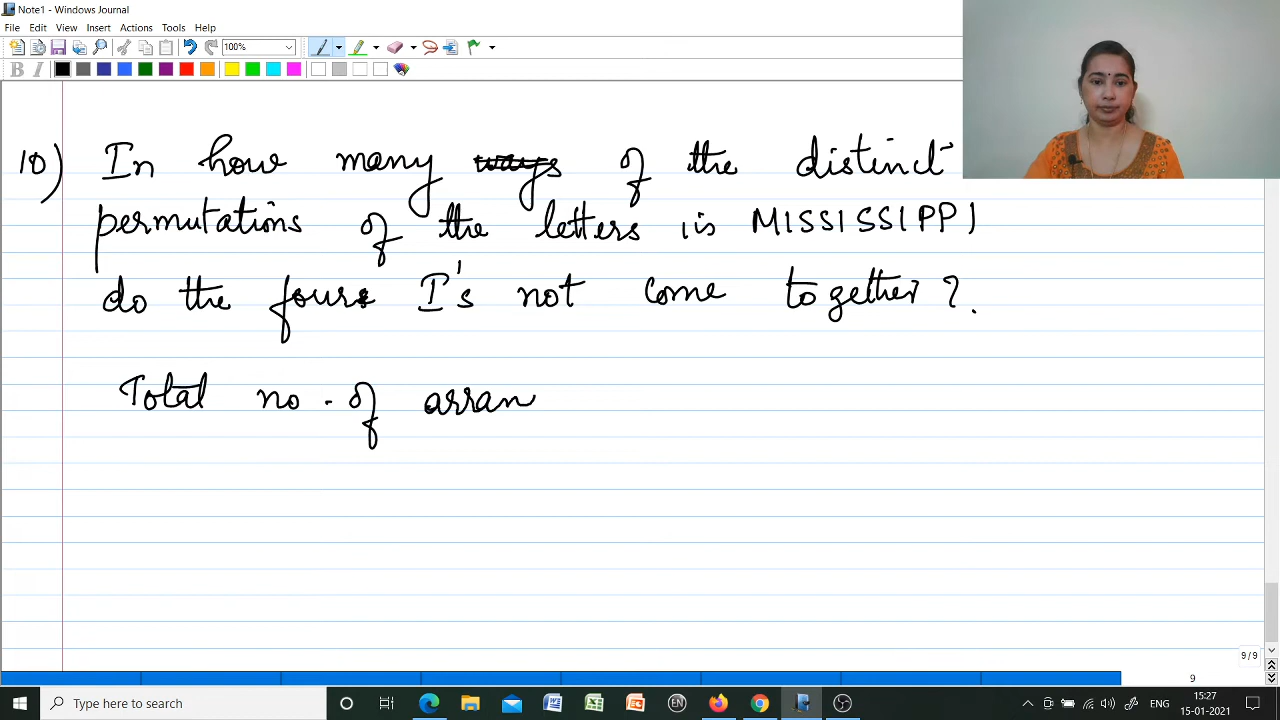 Note1 - Windows Journal
File Edit View Insert Actions Tools Help
100%
B I
10) In how many ways of the distinct
permutations of the letters is MISSISSIPPI
do the fours I's not come together ?.
Total no. of arran
9/9
9
Type here to search
EN
ENG
15:27
15-01-2021